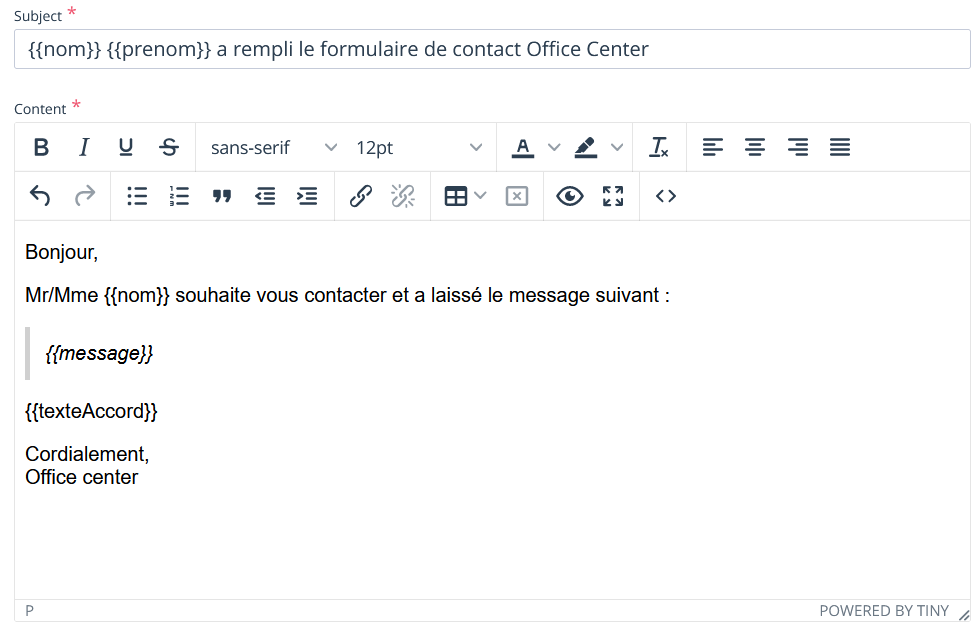 Subject *
{{nom}} {{prenom}} a rempli le formulaire de contact Office Center
Content *
B I U S sans-serif 12pt A
Bonjour,
Mr/Mme {{nom}} souhaite vous contacter et a laissé le message suivant :
{{message}}
{{texteAccord}}
Cordialement,
Office center
P POWERED BY TINY